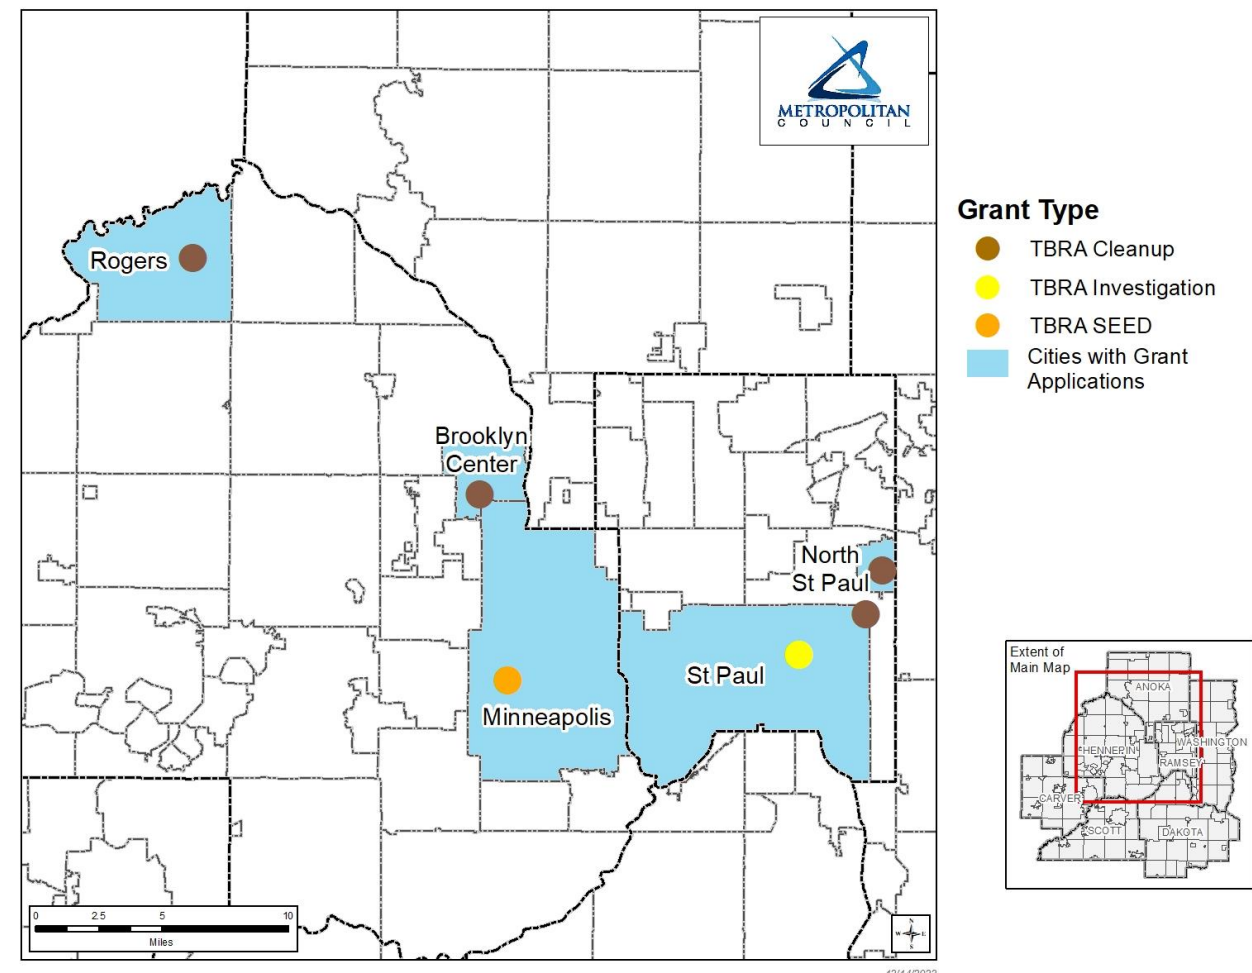 METROPOLITAN
COUNCIL
Grant Type
TBRA Cleanup
TBRA Investigation
TBRA SEED
Cities with Grant
Applications
Rogers
Brooklyn
Center
North
St Paul
St Paul
Minneapolis
Extent of
Main Map
ANOKA
HENNEPIN
WASHINGTON
RAMSEY
CARVER
SCOTT
DAKOTA
0 2.5 5 10
Miles
N
W E
S